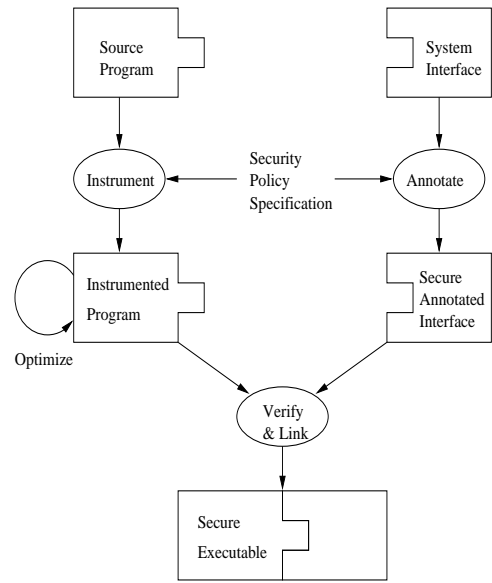 Source
Program
System
Interface
Instrument
Security
Policy
Specification
Annotate
Instrumented
Program
Secure
Annotated
Interface
Optimize
Verify
& Link
Secure
Executable